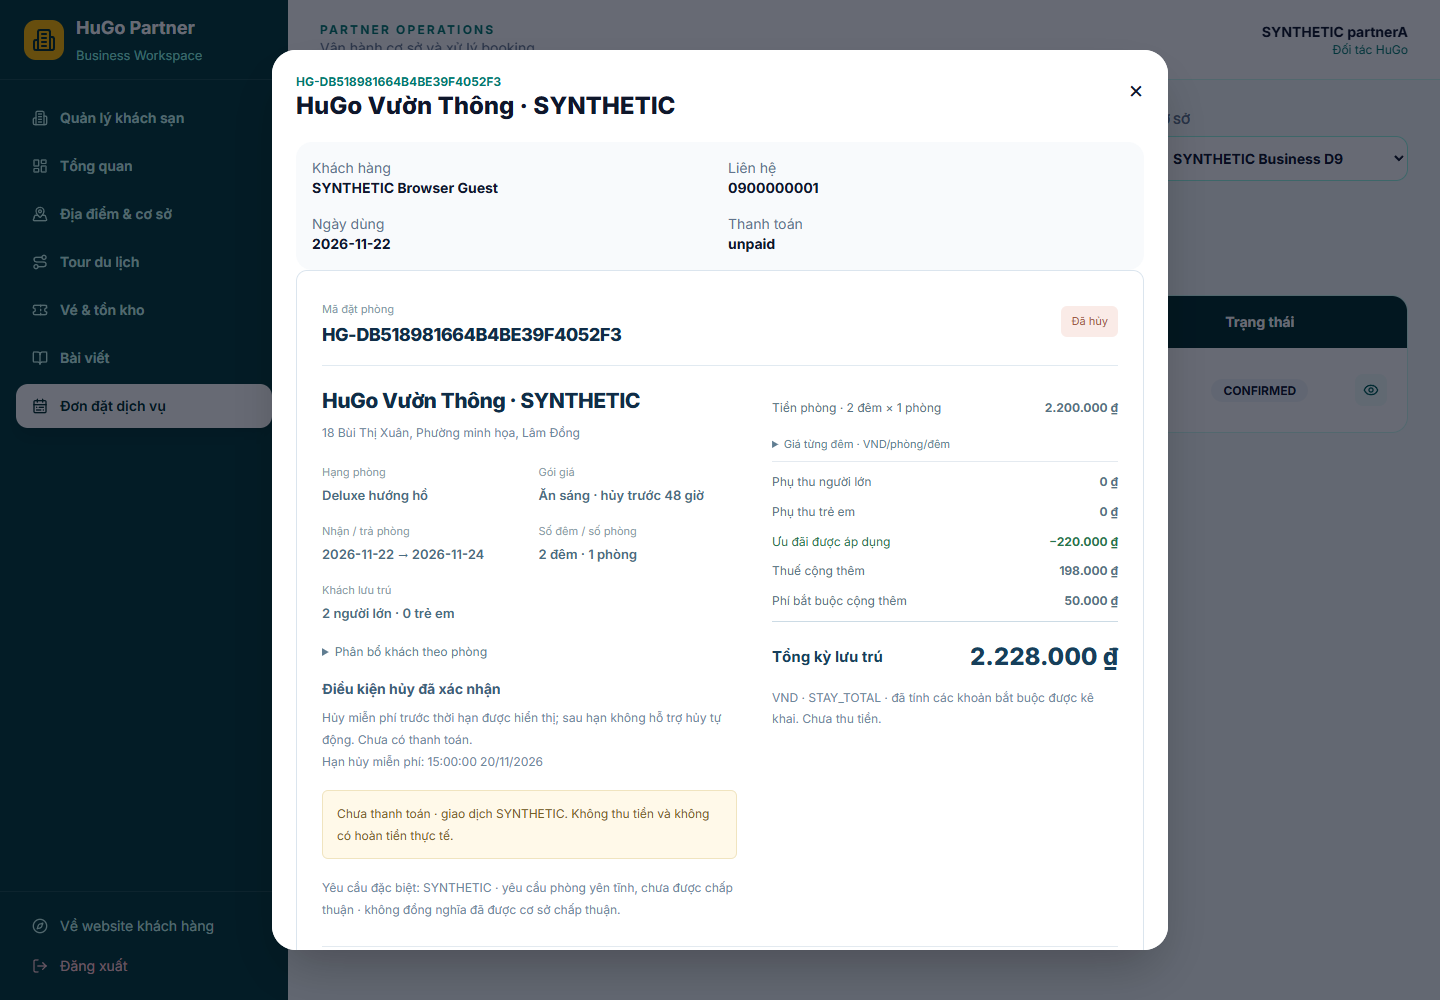 HuGo Partner
Business Workspace
Quản lý khách sạn
Tổng quan
Địa điểm & cơ sở
Tour du lịch
Vé & tồn kho
Bài viết
Đơn đặt dịch vụ
Về website khách hàng
Đăng xuất
PARTNER OPERATIONS
Vận hành cơ sở và xử lý booking
SYNTHETIC partnerA
Đối tác HuGo
sở
SYNTHETIC Business D9
Trạng thái
CONFIRMED
HG-DB518981664B4BE39F4052F3
HuGo Vườn Thông · SYNTHETIC
Khách hàng
SYNTHETIC Browser Guest
Liên hệ
0900000001
Ngày dùng
2026-11-22
Thanh toán
unpaid
Mã đặt phòng
HG-DB518981664B4BE39F4052F3
Đã hủy
HuGo Vườn Thông · SYNTHETIC
18 Bùi Thị Xuân, Phường minh họa, Lâm Đồng
Hạng phòng
Deluxe hướng hồ
Gói giá
Ăn sáng · hủy trước 48 giờ
Nhận / trả phòng
2026-11-22 → 2026-11-24
Số đêm / số phòng
2 đêm · 1 phòng
Khách lưu trú
2 người lớn · 0 trẻ em
Phân bổ khách theo phòng
Điều kiện hủy đã xác nhận
Hủy miễn phí trước thời hạn được hiển thị; sau hạn không hỗ trợ hủy tự
động. Chưa có thanh toán.
Hạn hủy miễn phí: 15:00:00 20/11/2026
Chưa thanh toán · giao dịch SYNTHETIC. Không thu tiền và không
có hoàn tiền thực tế.
Yêu cầu đặc biệt: SYNTHETIC · yêu cầu phòng yên tĩnh, chưa được chấp
thuận · không đồng nghĩa đã được cơ sở chấp thuận.
Tiền phòng · 2 đêm × 1 phòng 2.200.000 ₫
Giá từng đêm · VND/phòng/đêm
Phụ thu người lớn 0 ₫
Phụ thu trẻ em 0 ₫
Ưu đãi được áp dụng −220.000 ₫
Thuế cộng thêm 198.000 ₫
Phí bắt buộc cộng thêm 50.000 ₫
Tổng kỳ lưu trú 2.228.000 ₫
VND · STAY_TOTAL · đã tính các khoản bắt buộc được kê
khai. Chưa thu tiền.